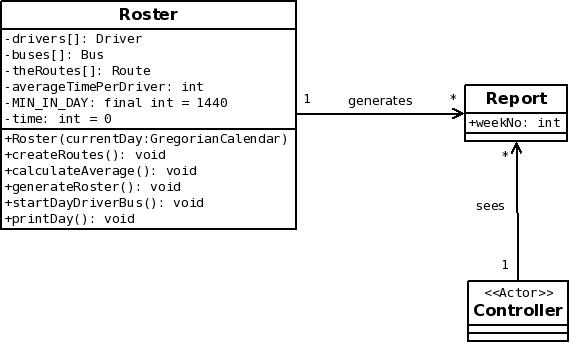 Roster
-drivers[]: Driver
-buses[]: Bus
-theRoutes[]: Route
-averageTimePerDriver: int
-MIN_IN_DAY: final int = 1440
-time: int = 0
+Roster(currentDay:GregorianCalendar)
+createRoutes(): void
+calculateAverage(): void
+generateRoster(): void
+startDayDriverBus(): void
+printDay(): void
1 generates *
Report
+weekNo: int
*
sees
1
<<Actor>>
Controller